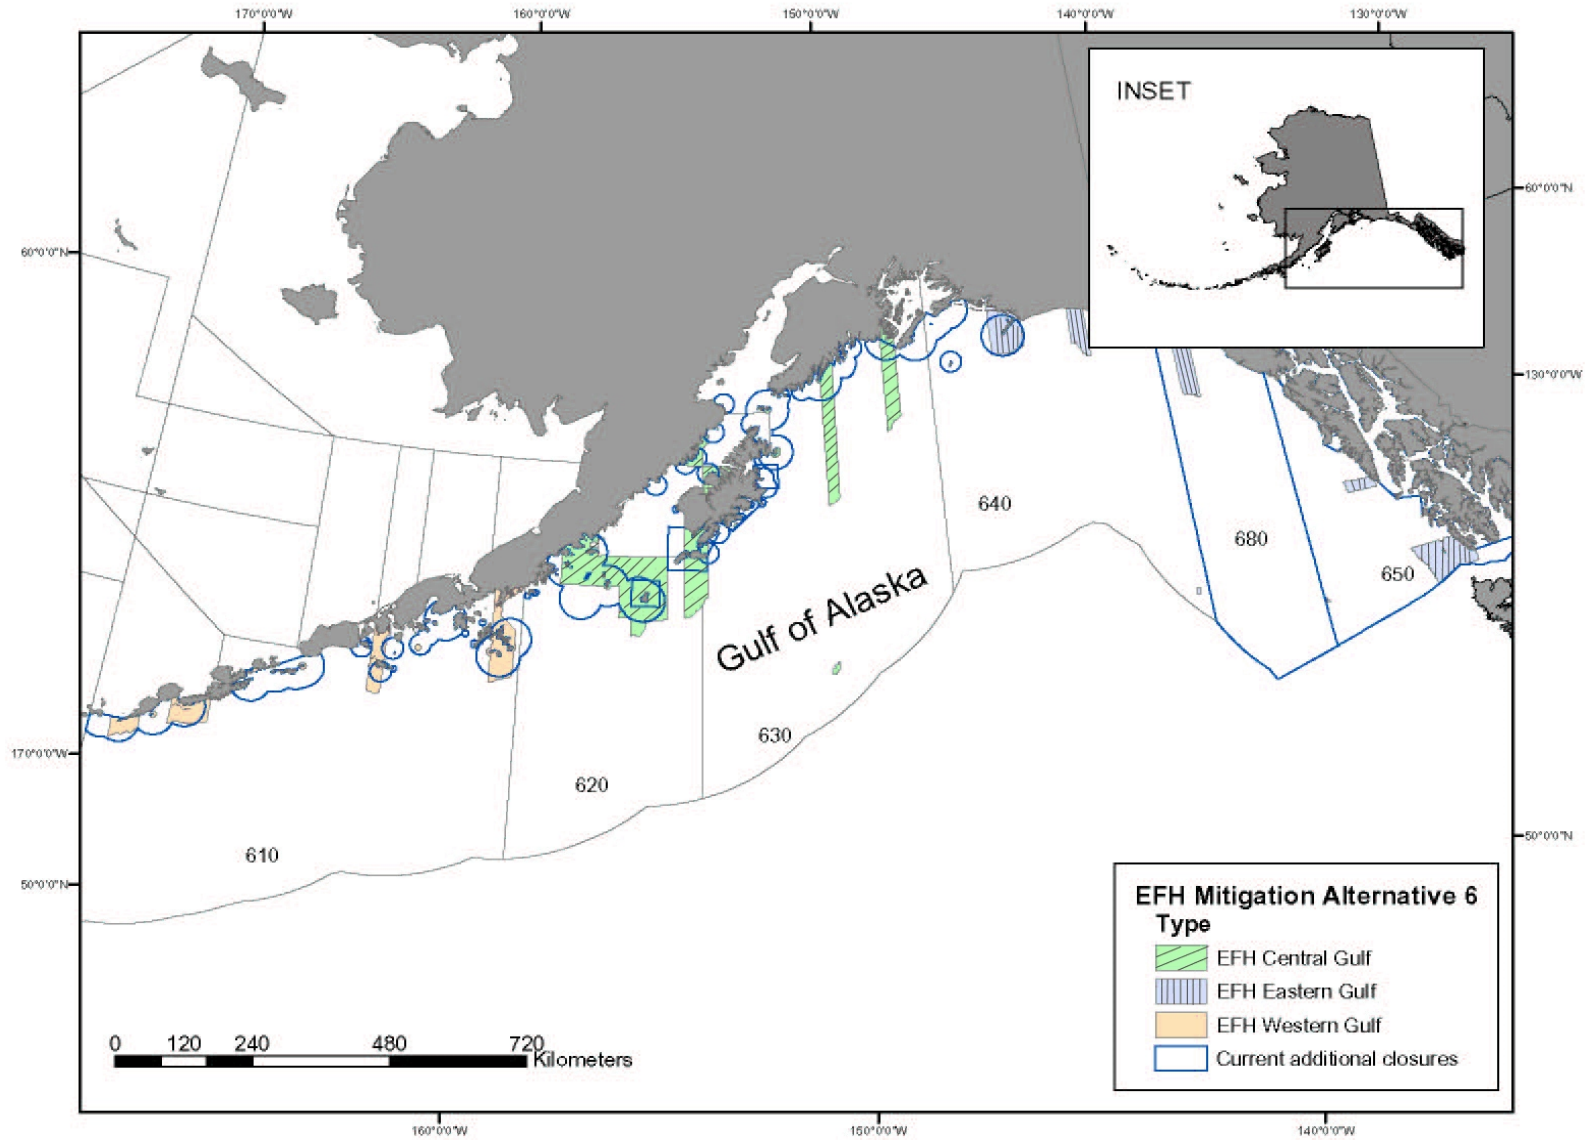 170°0'0"W 160°0'0"W 150°0'0"W 140°0'0"W 130°0'0"W
INSET
60°0'0"N
60°0'0"N
130°0'0"W
640
680
650
Gulf of Alaska
630
170°0'0"W
620
50°0'0"N
610
50°0'0"N
EFH Mitigation Alternative 6
Type
EFH Central Gulf
EFH Eastern Gulf
EFH Western Gulf
Current additional closures
0 120 240 480 720
Kilometers
160°0'0"W 150°0'0"W 140°0'0"W